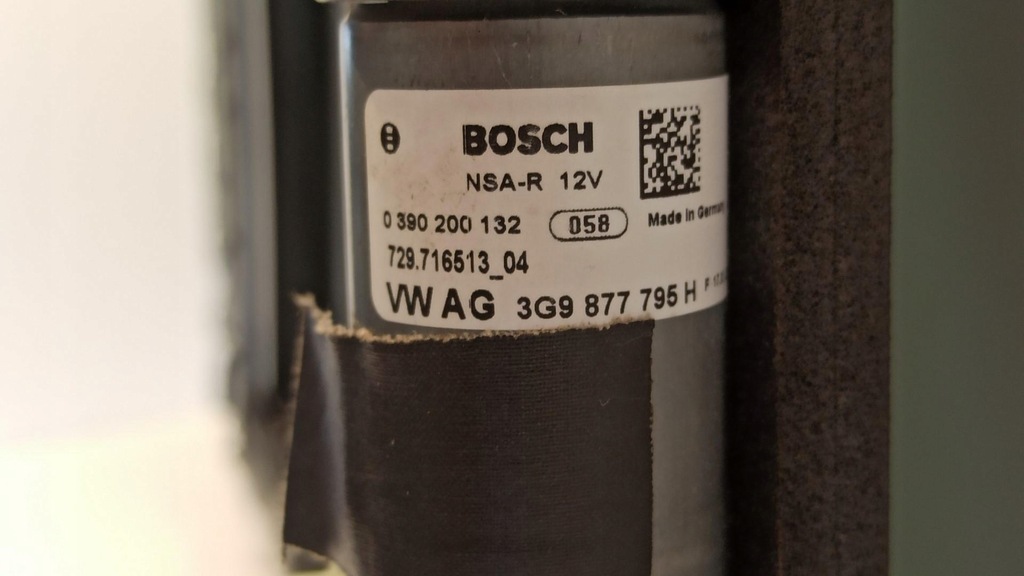 BOSCH
NSA-R 12V
0 390 200 132 058 Made in Germany
729.716513_04
VW AG 3G9 877 795 H